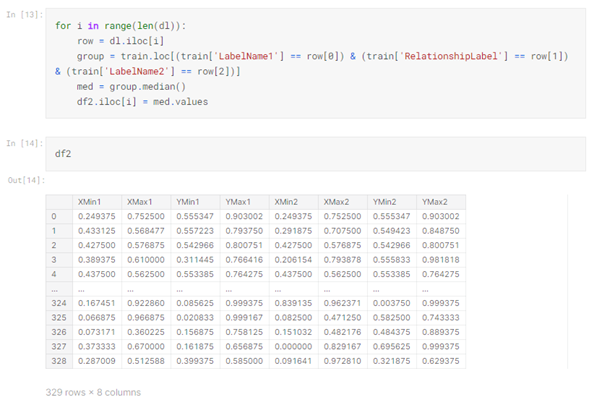 In [13]:
for i in range(len(dl)):
    row = dl.iloc[i]
    group = train.loc[(train['LabelName1'] == row[0]) & (train['RelationshipLabel'] == row[1])
& (train['LabelName2'] == row[2])]
    med = group.median()
    df2.iloc[i] = med.values
In [14]:
df2
Out[14]:
XMin1 XMax1 YMin1 YMax1 XMin2 XMax2 YMin2 YMax2
0 0.249375 0.752500 0.555347 0.903002 0.249375 0.752500 0.555347 0.903002
1 0.433125 0.568477 0.557223 0.793750 0.291875 0.707500 0.549423 0.848750
2 0.427500 0.576875 0.542966 0.800751 0.427500 0.576875 0.542966 0.800751
3 0.389375 0.610000 0.311445 0.766416 0.206154 0.793878 0.555833 0.981818
4 0.437500 0.562500 0.553385 0.764275 0.437500 0.562500 0.553385 0.764275
... ... ... ... ... ... ... ... ...
324 0.167451 0.922860 0.085625 0.999375 0.839135 0.962371 0.003750 0.999375
325 0.066875 0.966875 0.020833 0.999167 0.082500 0.471250 0.582500 0.743333
326 0.073171 0.360225 0.156875 0.758125 0.151032 0.482176 0.484375 0.889375
327 0.373333 0.670000 0.161875 0.656875 0.000000 0.829167 0.695625 0.999375
328 0.287009 0.512588 0.399375 0.585000 0.091641 0.972810 0.321875 0.629375
329 rows × 8 columns